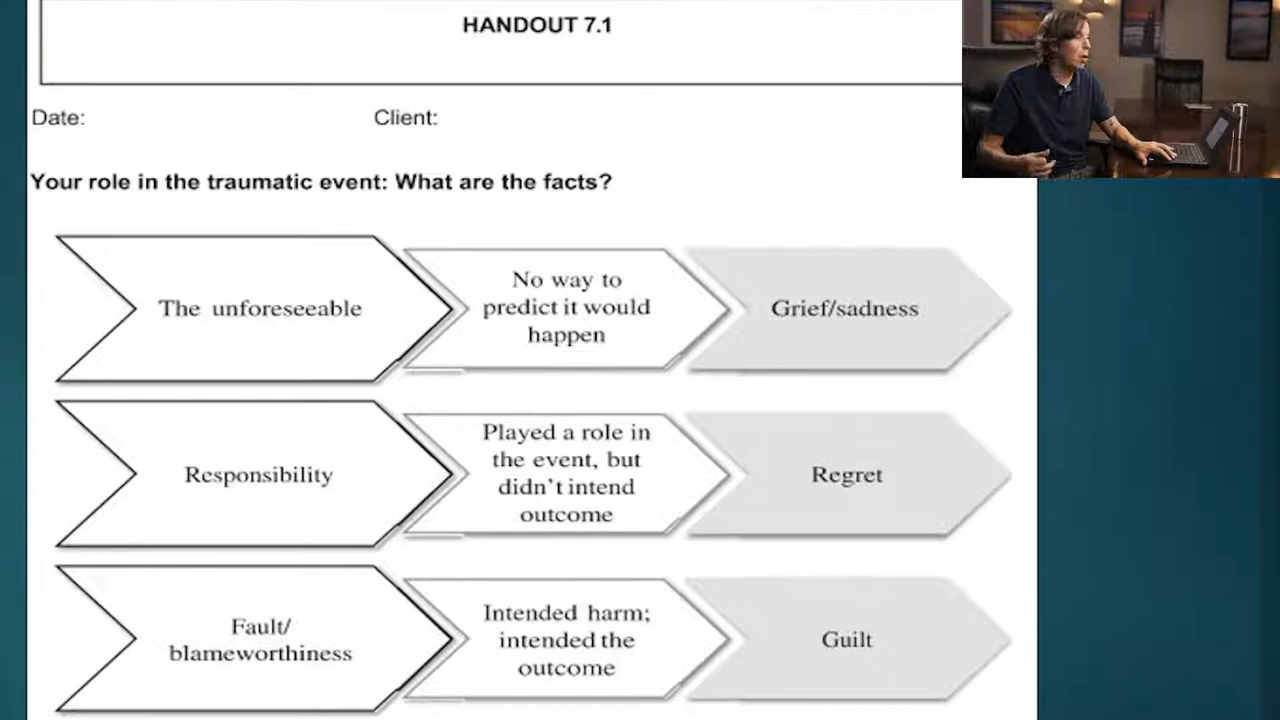 HANDOUT 7.1
Date:
Client:
Your role in the traumatic event: What are the facts?
The unforeseeable
No way to
predict it would
happen
Grief/sadness
Responsibility
Played a role in
the event, but
didn't intend
outcome
Regret
Fault/
blameworthiness
Intended harm;
intended the
outcome
Guilt